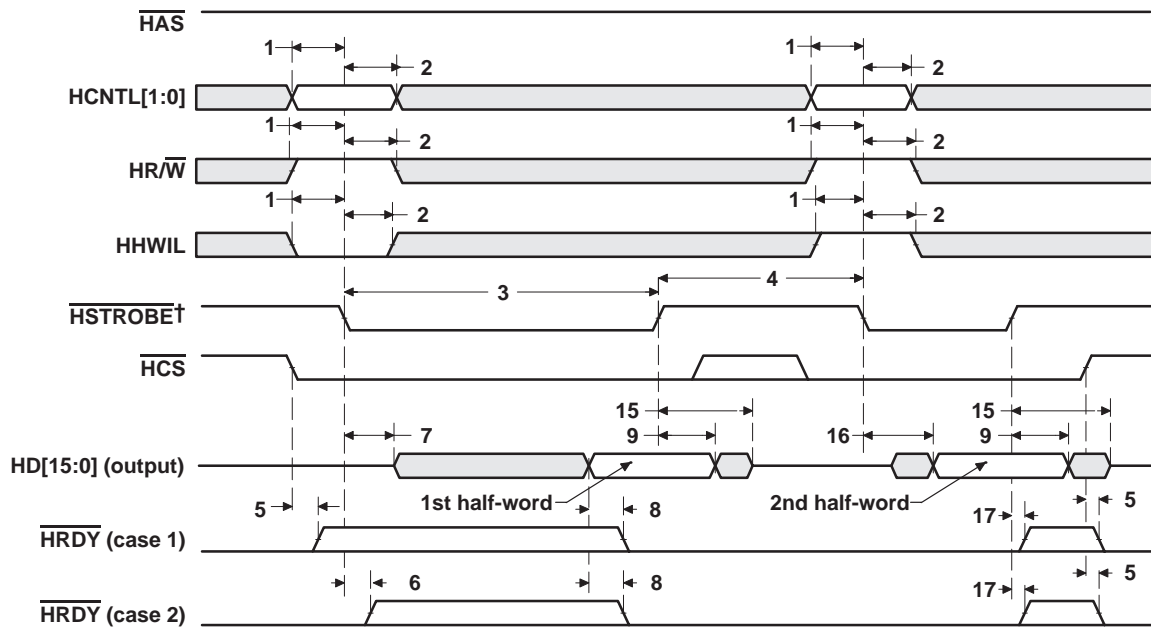 HAS
1
1
2
2
HCNTL[1:0]
1
1
2
2
HR/W
1
1
2
2
HHWIL
3
4
HSTROBE†
HCS
15
15
7
9
16
9
HD[15:0] (output)
1st half-word
2nd half-word
5
8
17
5
HRDY (case 1)
6
8
17
5
HRDY (case 2)